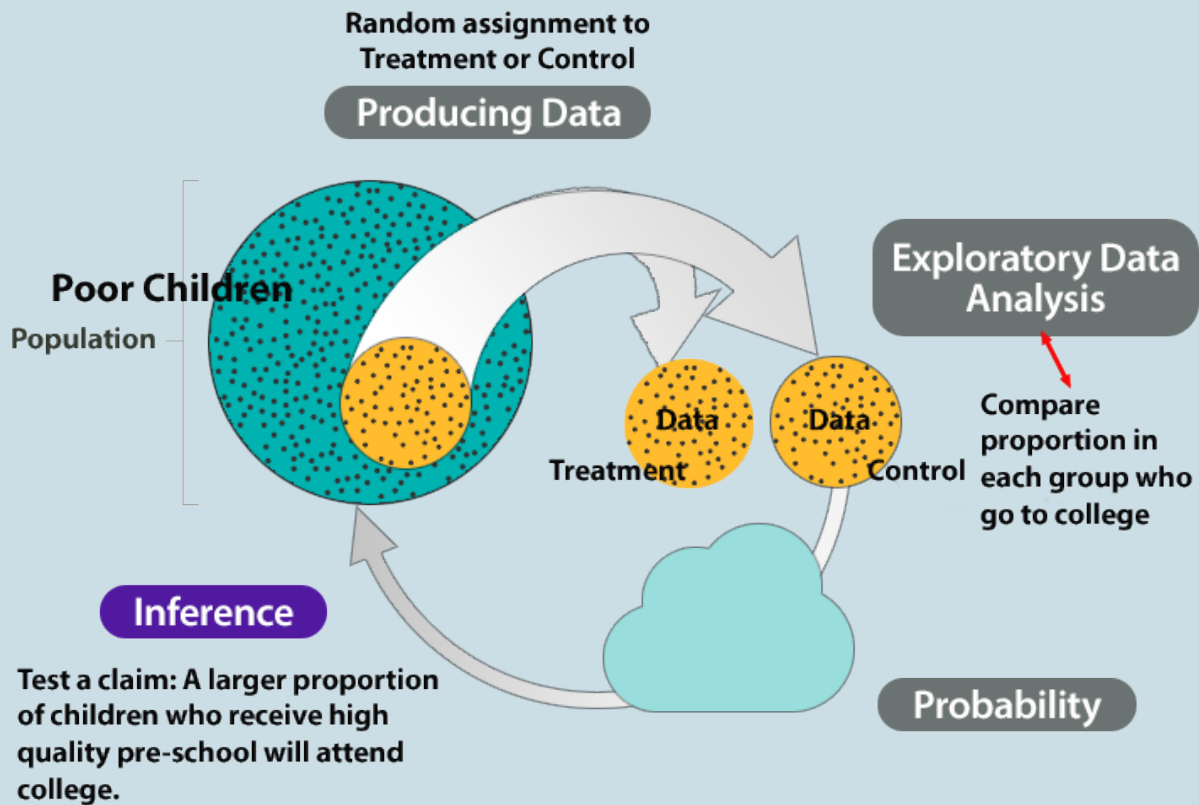 Random assignment to
Treatment or Control
Producing Data
Poor Children
Population
Exploratory Data
Analysis
Data
Data
Treatment
Control
Compare
proportion in
each group who
go to college
Inference
Test a claim: A larger proportion
of children who receive high
quality pre-school will attend
college.
Probability